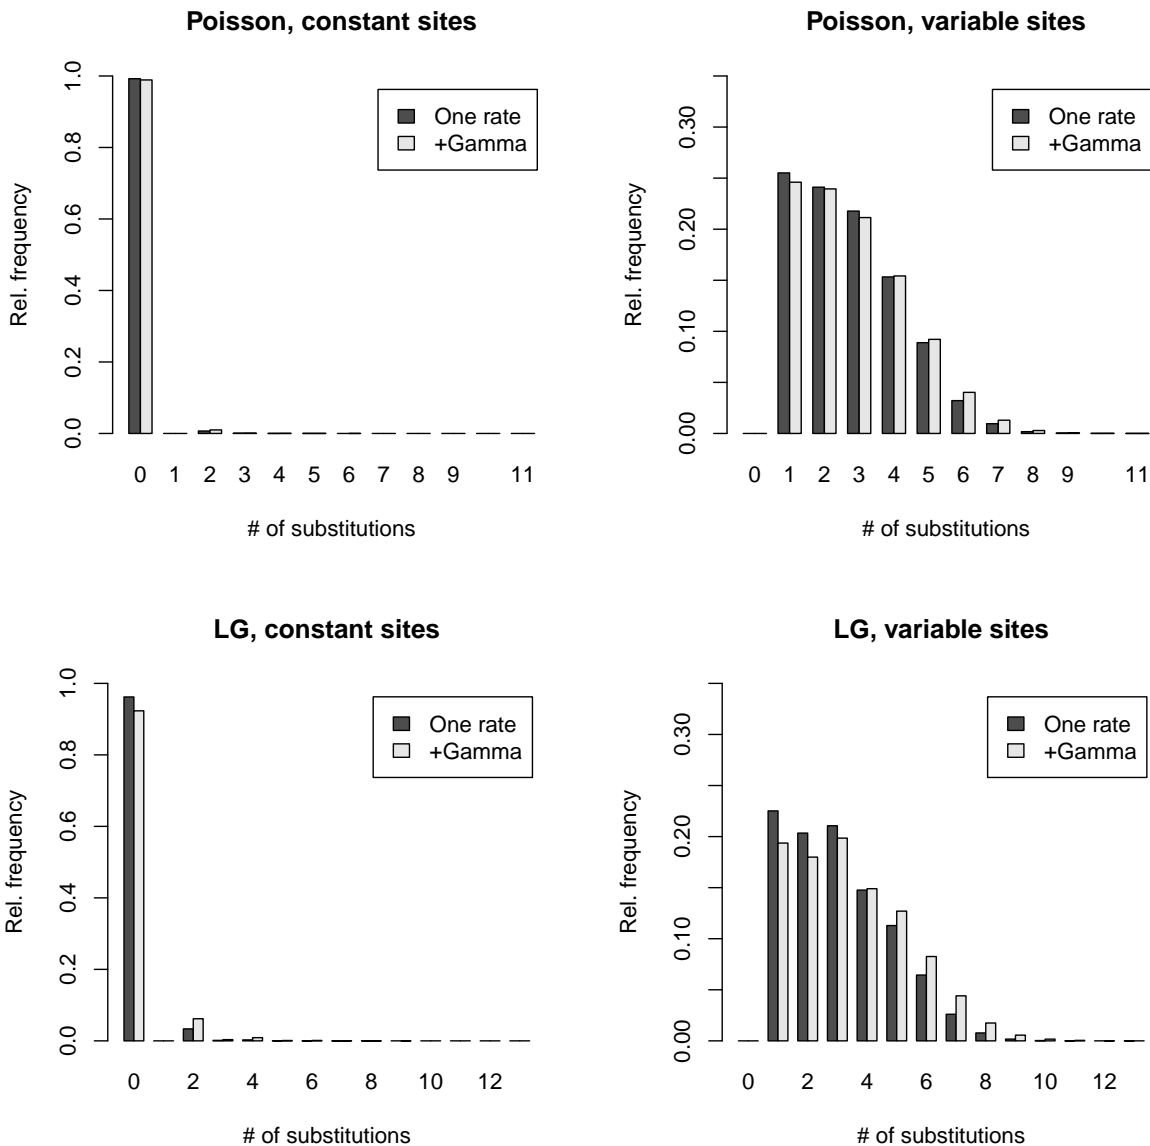 Poisson, constant sites
Rel. frequency
1.0
0.8
0.6
0.4
0.2
0.0
One rate
+Gamma
0 1 2 3 4 5 6 7 8 9 11
# of substitutions
Poisson, variable sites
Rel. frequency
0.30
0.20
0.10
0.00
One rate
+Gamma
0 1 2 3 4 5 6 7 8 9 11
# of substitutions
LG, constant sites
Rel. frequency
1.0
0.8
0.6
0.4
0.2
0.0
One rate
+Gamma
0 2 4 6 8 10 12
# of substitutions
LG, variable sites
Rel. frequency
0.30
0.20
0.10
0.00
One rate
+Gamma
0 2 4 6 8 10 12
# of substitutions